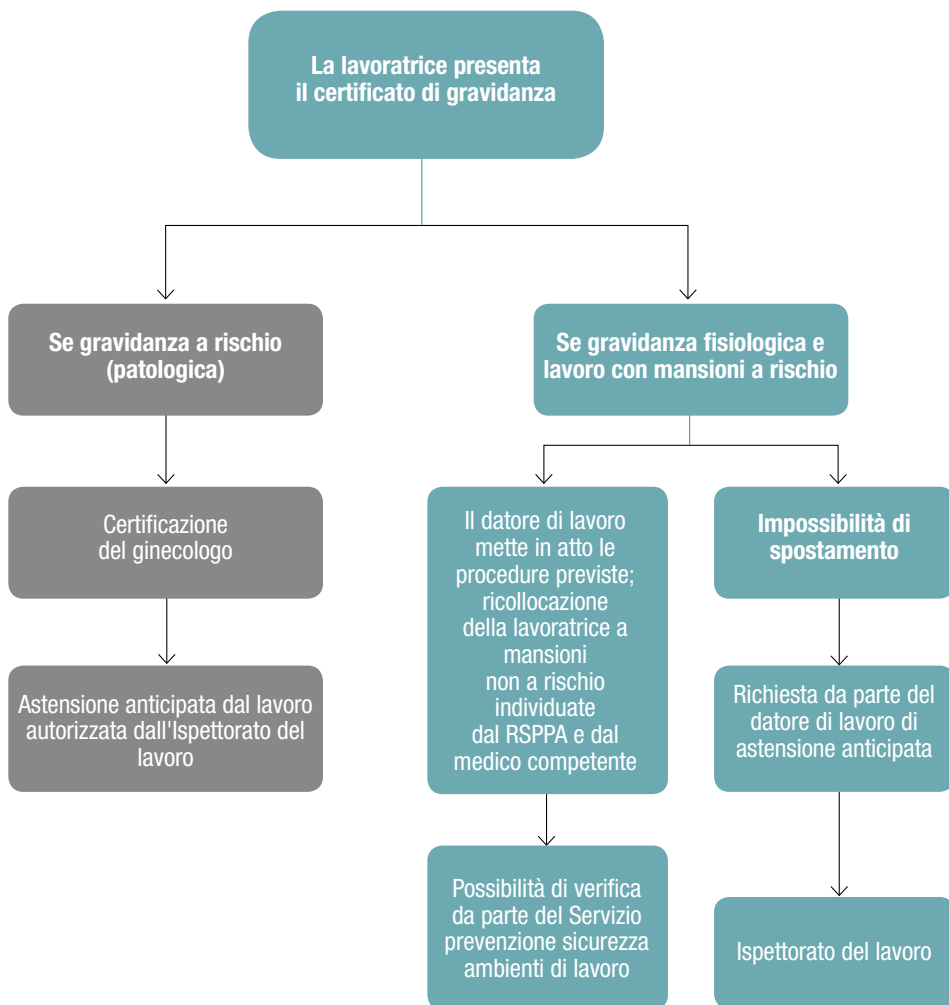 La lavoratrice presenta
il certificato di gravidanza
Se gravidanza a rischio
(patologica)
Se gravidanza fisiologica e
lavoro con mansioni a rischio
Certificazione
del ginecologo
Il datore di lavoro
mette in atto le
procedure previste;
ricollocazione
della lavoratrice a
mansioni
non a rischio
individuate
dal RSPPA e dal
medico competente
Impossibilità di
spostamento
Astensione anticipata dal lavoro
autorizzata dall'Ispettorato del
lavoro
Richiesta da parte del
datore di lavoro di
astensione anticipata
Possibilità di verifica
da parte del Servizio
prevenzione sicurezza
ambienti di lavoro
Ispettorato del lavoro